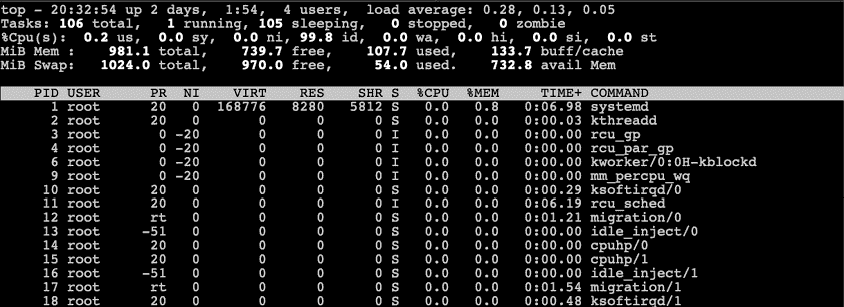 top - 20:32:54 up 2 days,  1:54,  4 users,  load average: 0.28, 0.13, 0.05
Tasks: 106 total,   1 running, 105 sleeping,   0 stopped,   0 zombie
%Cpu(s):  0.2 us,  0.0 sy,  0.0 ni, 99.8 id,  0.0 wa,  0.0 hi,  0.0 si,  0.0 st
MiB Mem :    981.1 total,    739.7 free,    107.7 used,    133.7 buff/cache
MiB Swap:   1024.0 total,    970.0 free,     54.0 used.    732.8 avail Mem
PID USER      PR  NI    VIRT    RES    SHR S  %CPU  %MEM     TIME+ COMMAND
1 root      20   0  168776   8280   5812 S   0.0   0.8   0:06.98 systemd
2 root      20   0       0      0      0 S   0.0   0.0   0:00.03 kthreadd
3 root       0 -20       0      0      0 I   0.0   0.0   0:00.00 rcu_gp
4 root       0 -20       0      0      0 I   0.0   0.0   0:00.00 rcu_par_gp
6 root       0 -20       0      0      0 I   0.0   0.0   0:00.00 kworker/0:0H-kblockd
9 root       0 -20       0      0      0 I   0.0   0.0   0:00.00 mm_percpu_wq
10 root      20   0       0      0      0 S   0.0   0.0   0:00.29 ksoftirqd/0
11 root      20   0       0      0      0 I   0.0   0.0   0:06.19 rcu_sched
12 root      rt   0       0      0      0 S   0.0   0.0   0:01.21 migration/0
13 root     -51   0       0      0      0 S   0.0   0.0   0:00.00 idle_inject/0
14 root      20   0       0      0      0 S   0.0   0.0   0:00.00 cpuhp/0
15 root      20   0       0      0      0 S   0.0   0.0   0:00.00 cpuhp/1
16 root     -51   0       0      0      0 S   0.0   0.0   0:00.00 idle_inject/1
17 root      rt   0       0      0      0 S   0.0   0.0   0:01.54 migration/1
18 root      20   0       0      0      0 S   0.0   0.0   0:00.48 ksoftirqd/1